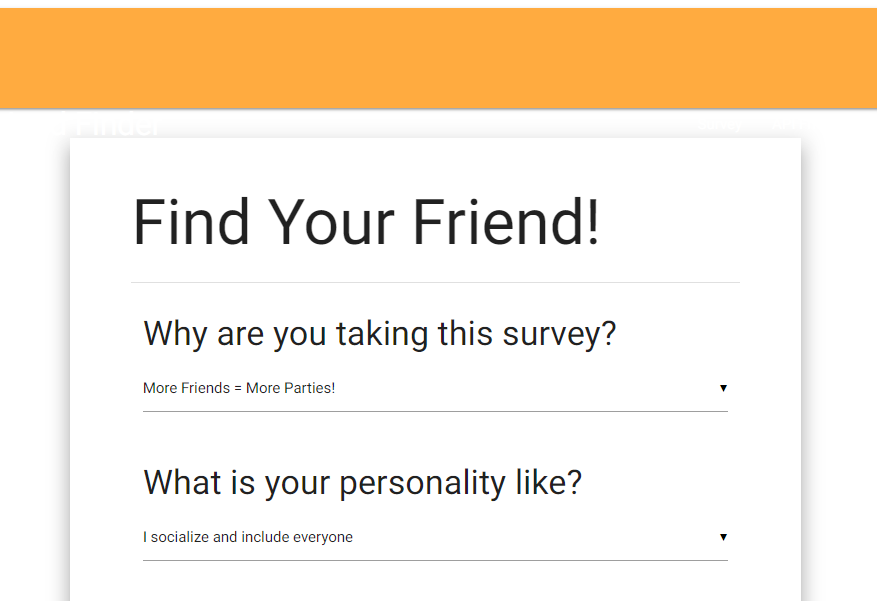 Finder
Find Your Friend!
Why are you taking this survey?
More Friends = More Parties!
What is your personality like?
I socialize and include everyone